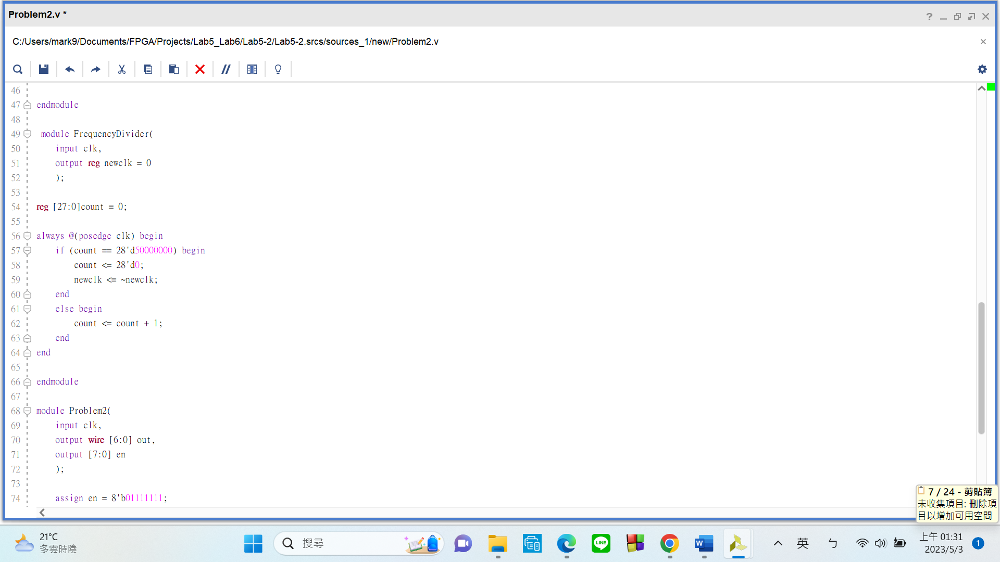 Problem2.v *
C:/Users/mark9/Documents/FPGA/Projects/Lab5_Lab6/Lab5-2/Lab5-2.srcs/sources_1/new/Problem2.v
46
47 endmodule
48
49 module FrequencyDivider(
50 input clk,
51 output reg newclk = 0
52 );
53
54 reg [27:0]count = 0;
55
56 always @(posedge clk) begin
57 if (count == 28'd50000000) begin
58 count <= 28'd0;
59 newclk <= ~newclk;
60 end
61 else begin
62 count <= count + 1;
63 end
64 end
65
66 endmodule
67
68 module Problem2(
69 input clk,
70 output wire [6:0] out,
71 output [7:0] en
72 );
73
74 assign en = 8'b01111111;
7 / 24 - 剪貼簿
未收集項目: 刪除項
目以增加可用空間
21°C
多雲時陰
搜尋
LINE
W
英
ㄅ
上午 01:31
2023/5/3
1